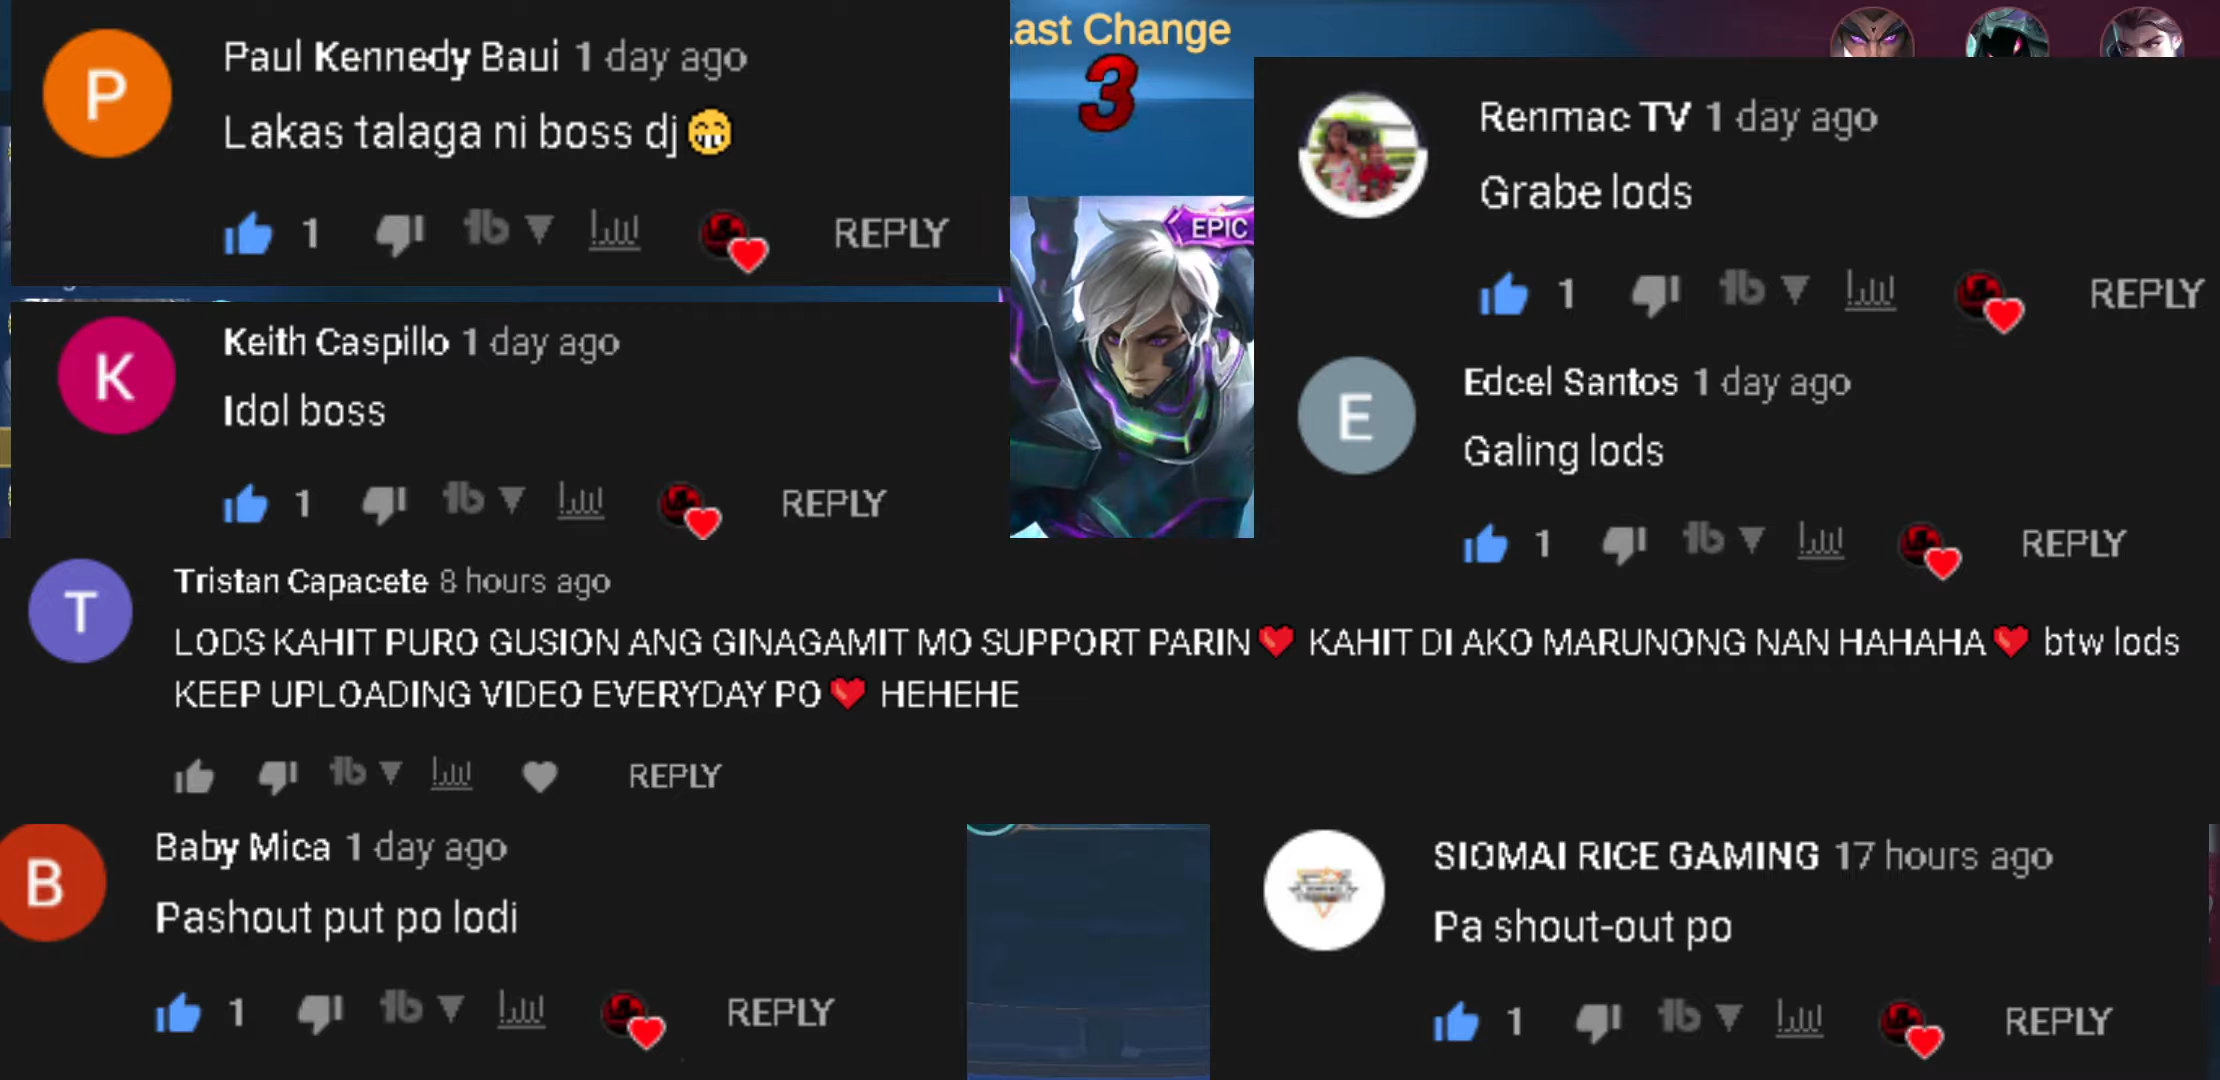 Paul Kennedy Baui 1 day ago
Lakas talaga ni boss dj😁
1 REPLY
Keith Caspillo 1 day ago
Idol boss
1 REPLY
Last Change
3
EPIC
Renmac TV 1 day ago
Grabe lods
1 REPLY
Edcel Santos 1 day ago
Galing lods
1 REPLY
Tristan Capacete 8 hours ago
LODS KAHIT PURO GUSION ANG GINAGAMIT MO SUPPORT PARIN❤️ KAHIT DI AKO MARUNONG NAN HAHAHA❤️ btw lods
KEEP UPLOADING VIDEO EVERYDAY PO❤️ HEHEHE
REPLY
Baby Mica 1 day ago
Pashout put po lodi
1 REPLY
SIOMAI RICE GAMING 17 hours ago
Pa shout-out po
1 REPLY